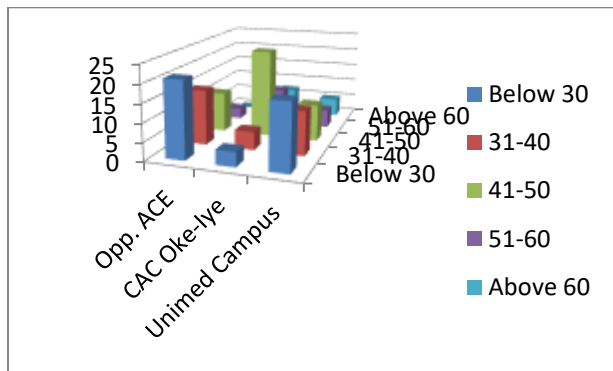 25
20
15
10
5
0
Above 60
51-60
41-50
31-40
Below 30
Opp. ACE
CAC Oke-Iye
Unimed Campus
Below 30
31-40
41-50
51-60
Above 60